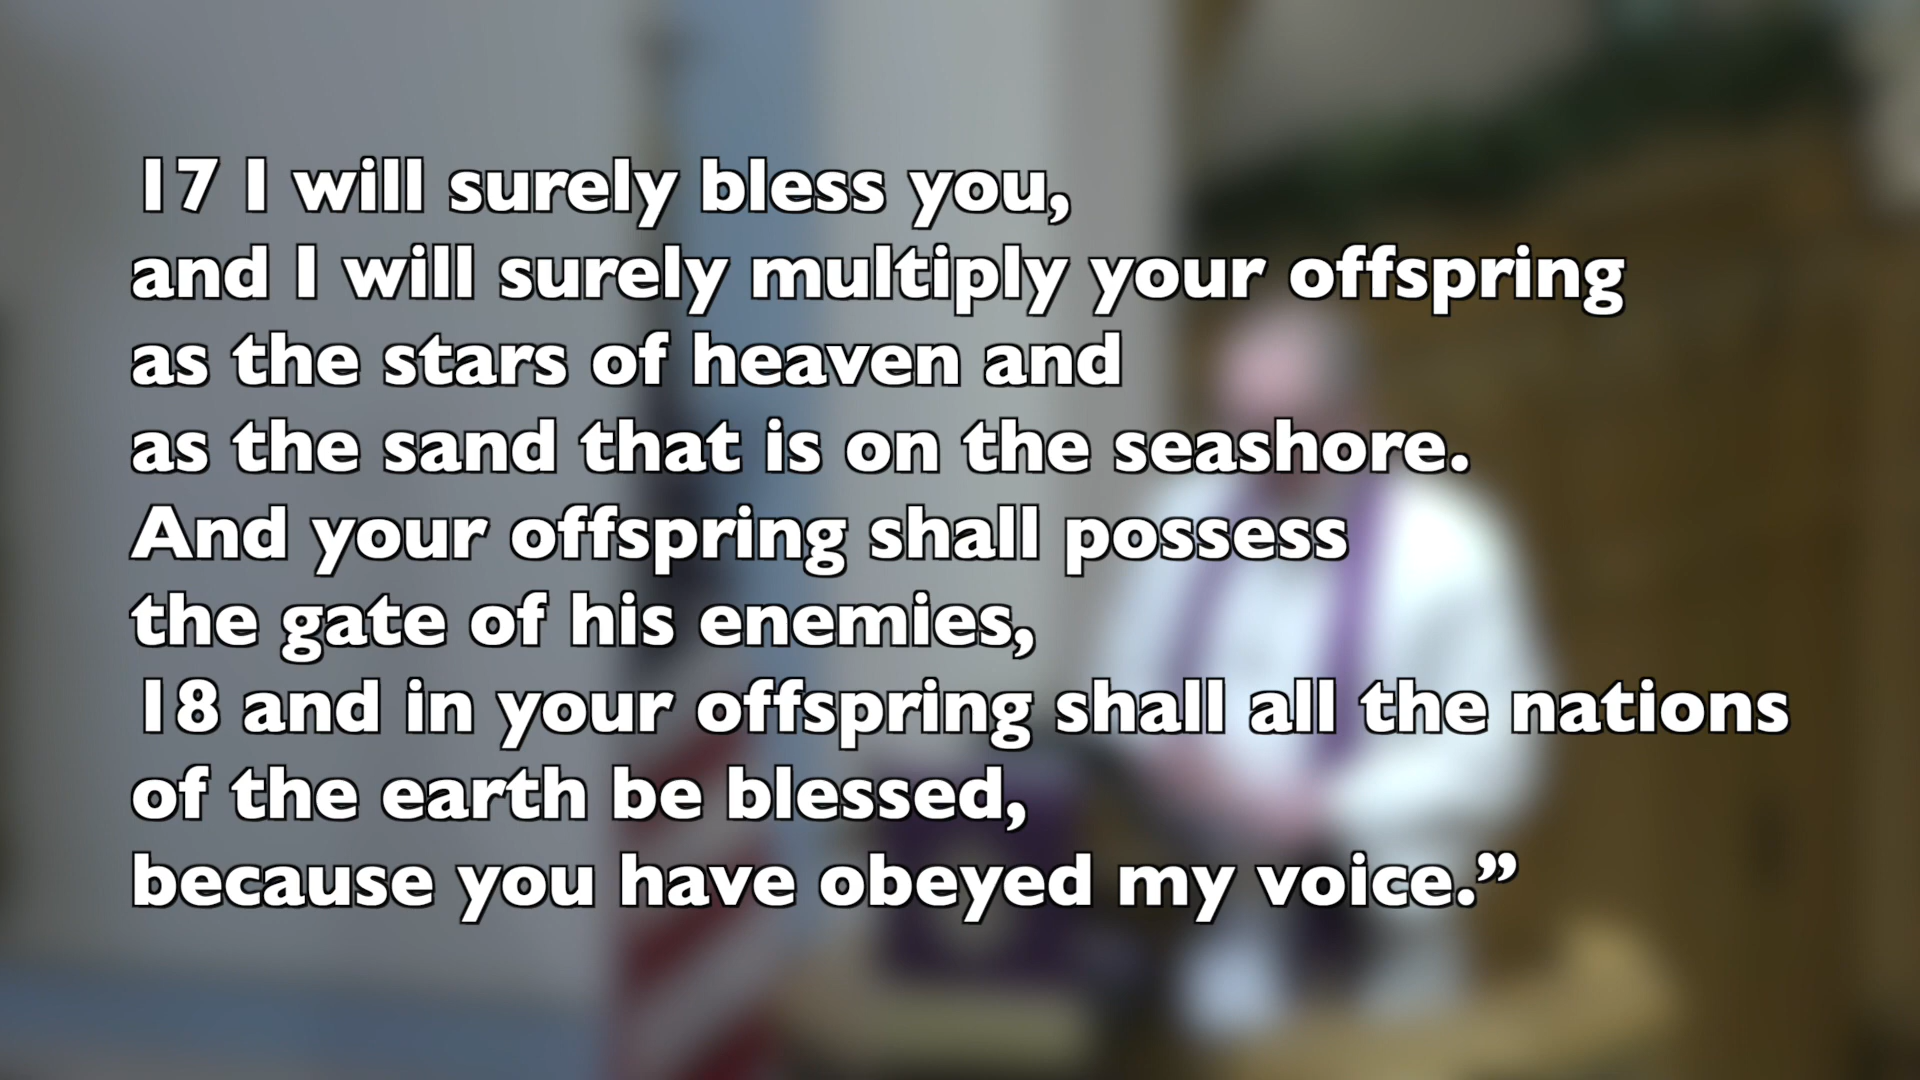 17 I will surely bless you,
and I will surely multiply your offspring
as the stars of heaven and
as the sand that is on the seashore.
And your offspring shall possess
the gate of his enemies,
18 and in your offspring shall all the nations
of the earth be blessed,
because you have obeyed my voice.”